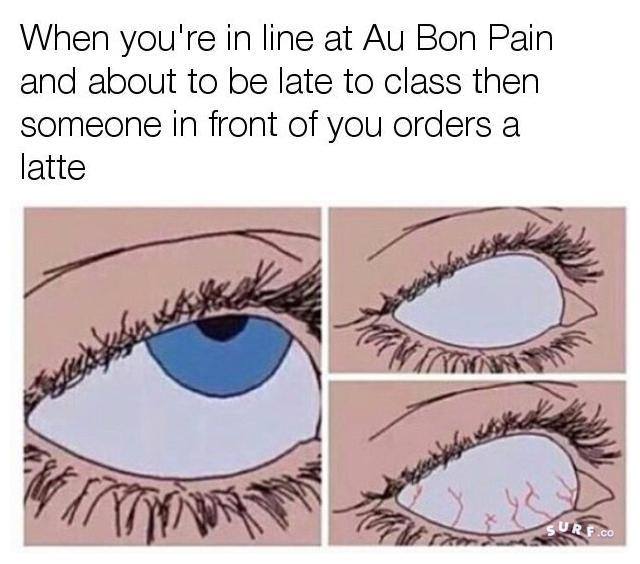 When you're in line at Au Bon Pain
and about to be late to class then
someone in front of you orders a
latte
SURF.co